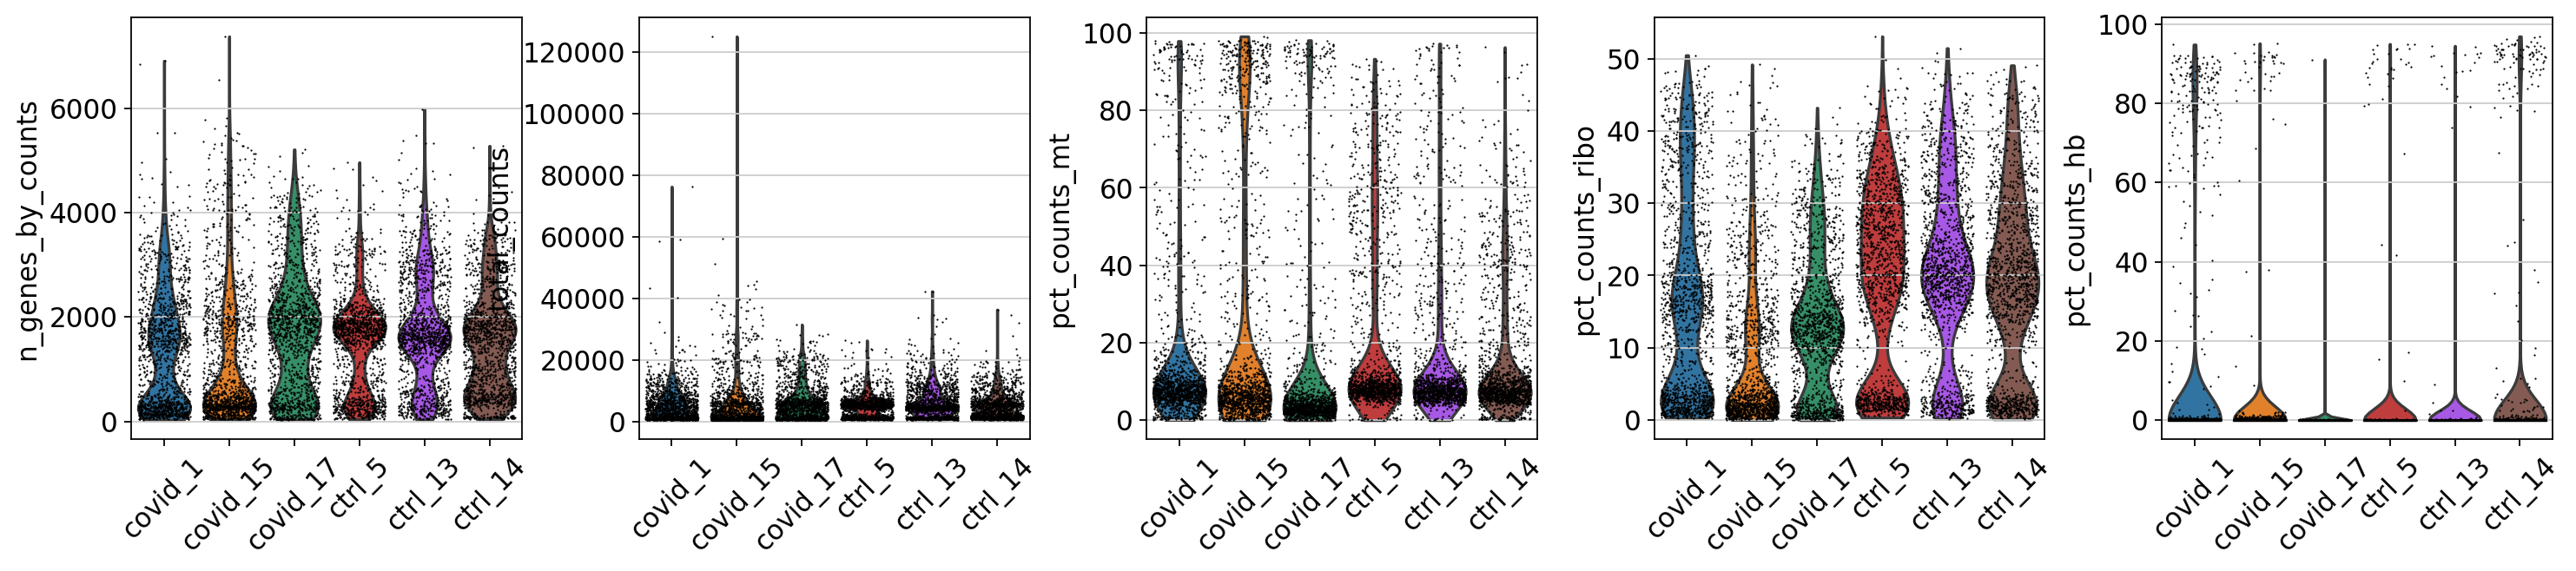 n_genes_by_counts
6000
4000
2000
0
covid_1
covid_15
covid_17
ctrl_5
ctrl_13
ctrl_14
total_counts
120000
100000
80000
60000
40000
20000
0
covid_1
covid_15
covid_17
ctrl_5
ctrl_13
ctrl_14
pct_counts_mt
100
80
60
40
20
0
covid_1
covid_15
covid_17
ctrl_5
ctrl_13
ctrl_14
pct_counts_ribo
50
40
30
20
10
0
covid_1
covid_15
covid_17
ctrl_5
ctrl_13
ctrl_14
pct_counts_hb
100
80
60
40
20
0
covid_1
covid_15
covid_17
ctrl_5
ctrl_13
ctrl_14